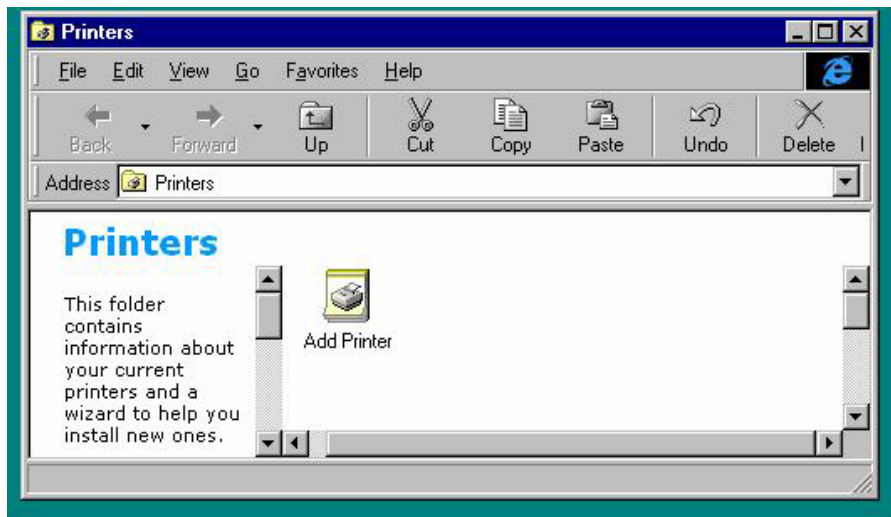 Printers
File Edit View Go Favorites Help
Back Forward Up Cut Copy Paste Undo Delete
Address Printers
Printers
This folder
contains
information about
your current
printers and a
wizard to help you
install new ones.
Add Printer